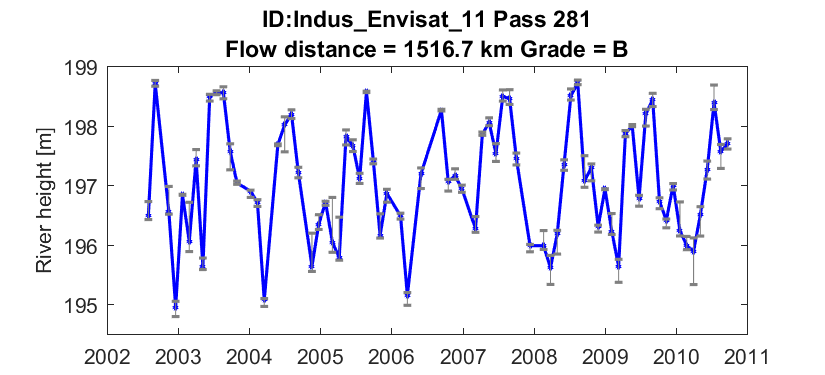 ID:Indus_Envisat_11 Pass 281
Flow distance = 1516.7 km Grade = B
River height [m]
199
198
197
196
195
2002 2003 2004 2005 2006 2007 2008 2009 2010 2011